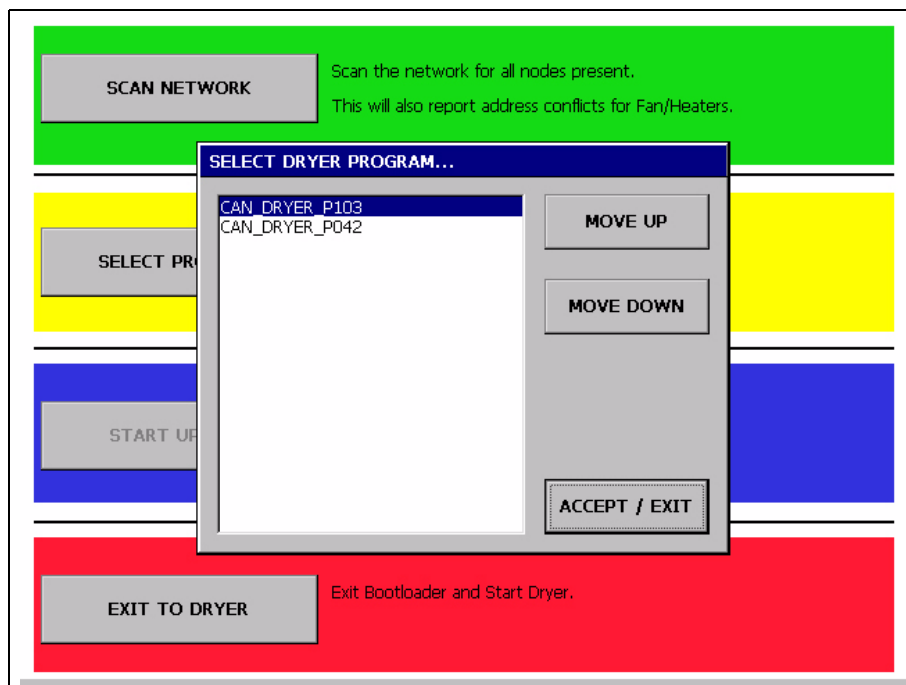 SCAN NETWORK
Scan the network for all nodes present.
This will also report address conflicts for Fan/Heaters.
SELECT DRYER PROGRAM...
CAN_DRYER_P103
CAN_DRYER_P042
MOVE UP
MOVE DOWN
SELECT
START
ACCEPT / EXIT
EXIT TO DRYER
Exit Bootloader and Start Dryer.